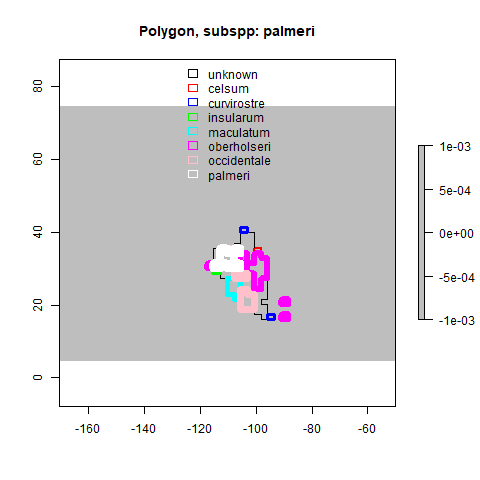 Polygon, subspp: palmeri
unknown
celsum
curvirostre
insularum
maculatum
oberholseri
occidentale
palmeri
80
60
40
20
0
-160
-140
-120
-100
-80
-60
1e-03
5e-04
0e+00
-5e-04
-1e-03